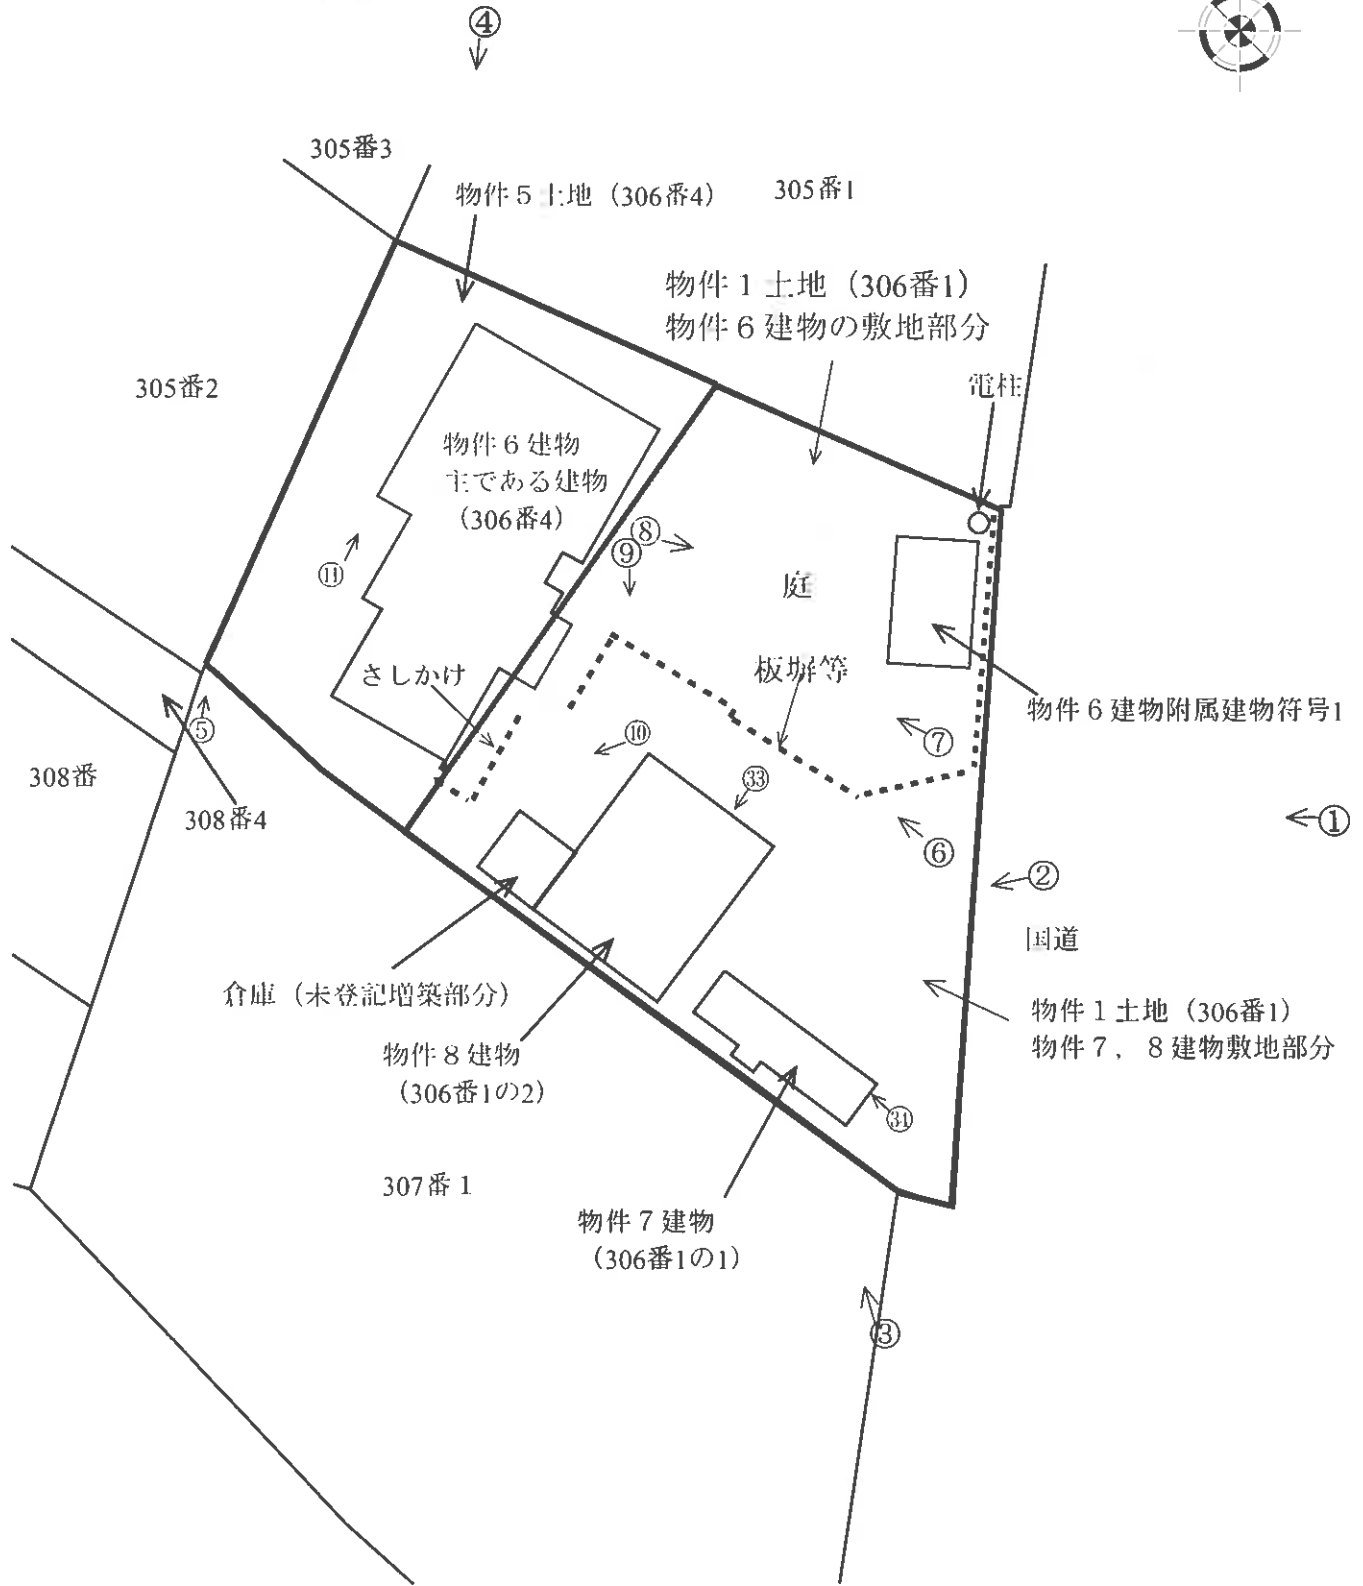 ④
305番3
物件5土地（306番4）
305番1
物件1土地（306番1）
物件6建物の敷地部分
305番2
電柱
物件6建物
主である建物
（306番4）
⑧
⑨
⑪
庭
さしかけ
板塀等
物件6建物附属建物符号1
⑤
⑩
⑦
308番
㉝
308番4
①
⑥
②
国道
倉庫（未登記増築部分）
物件1土地（306番1）
物件7，8建物敷地部分
物件8建物
（306番1の2）
㉞
307番1
物件7建物
（306番1の1）
③